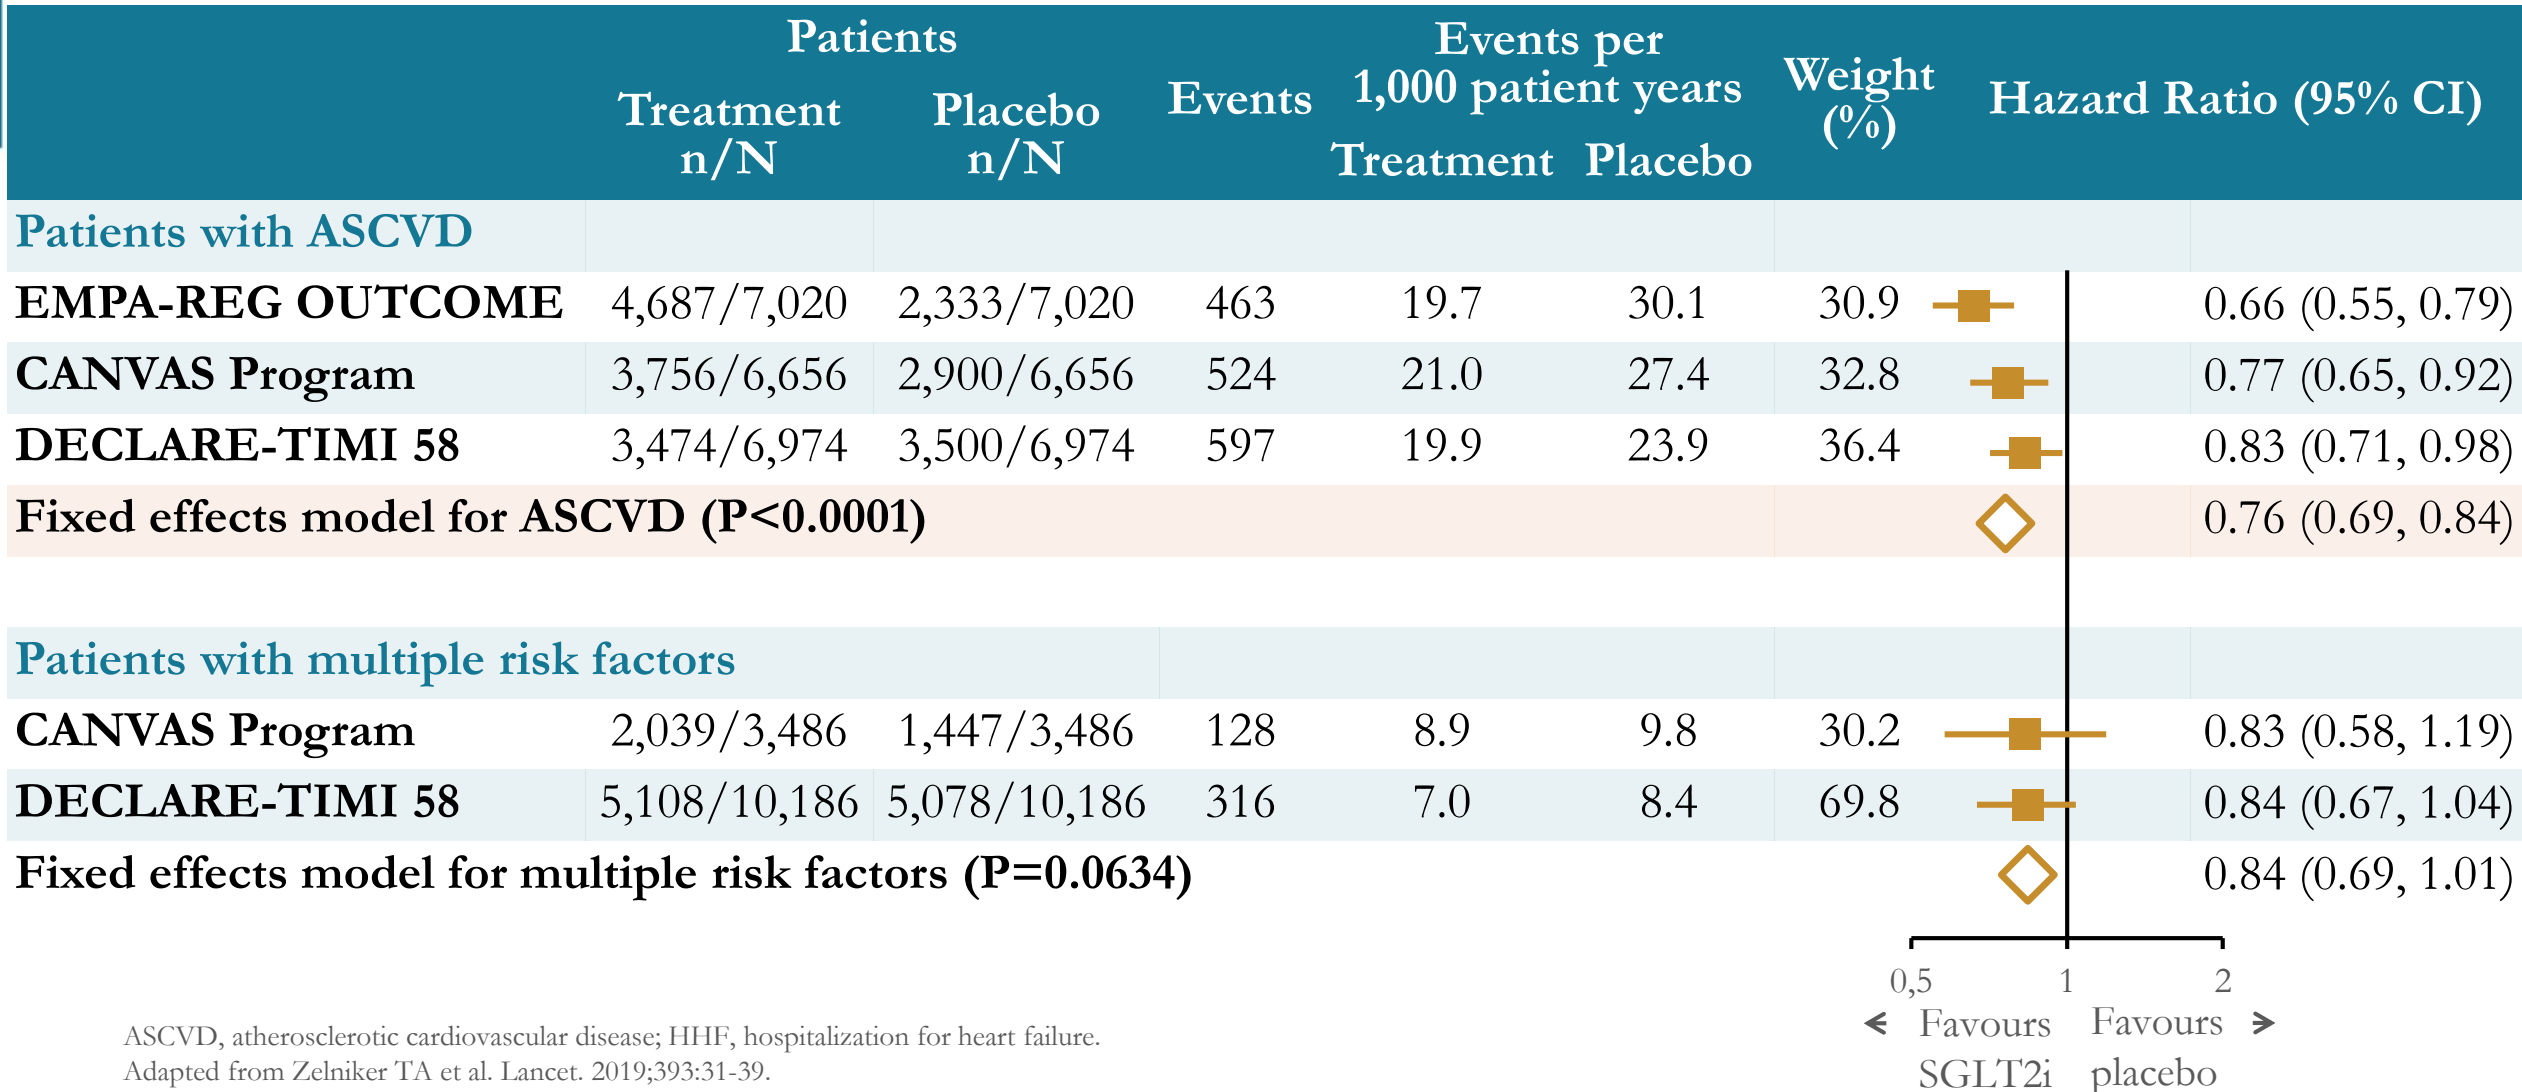 Patients
Events per
1,000 patient years
Treatment
n/N
Placebo
n/N
Events
Treatment Placebo
Weight
(%)
Hazard Ratio (95% CI)
Patients with ASCVD
EMPA-REG OUTCOME 4,687/7,020 2,333/7,020 463 19.7 30.1 30.9 0.66 (0.55, 0.79)
CANVAS Program 3,756/6,656 2,900/6,656 524 21.0 27.4 32.8 0.77 (0.65, 0.92)
DECLARE-TIMI 58 3,474/6,974 3,500/6,974 597 19.9 23.9 36.4 0.83 (0.71, 0.98)
Fixed effects model for ASCVD (P<0.0001) 0.76 (0.69, 0.84)
Patients with multiple risk factors
CANVAS Program 2,039/3,486 1,447/3,486 128 8.9 9.8 30.2 0.83 (0.58, 1.19)
DECLARE-TIMI 58 5,108/10,186 5,078/10,186 316 7.0 8.4 69.8 0.84 (0.67, 1.04)
Fixed effects model for multiple risk factors (P=0.0634) 0.84 (0.69, 1.01)
0,5 1 2
Favours
SGLT2i
Favours
placebo
ASCVD, atherosclerotic cardiovascular disease; HHF, hospitalization for heart failure.
Adapted from Zelniker TA et al. Lancet. 2019;393:31-39.